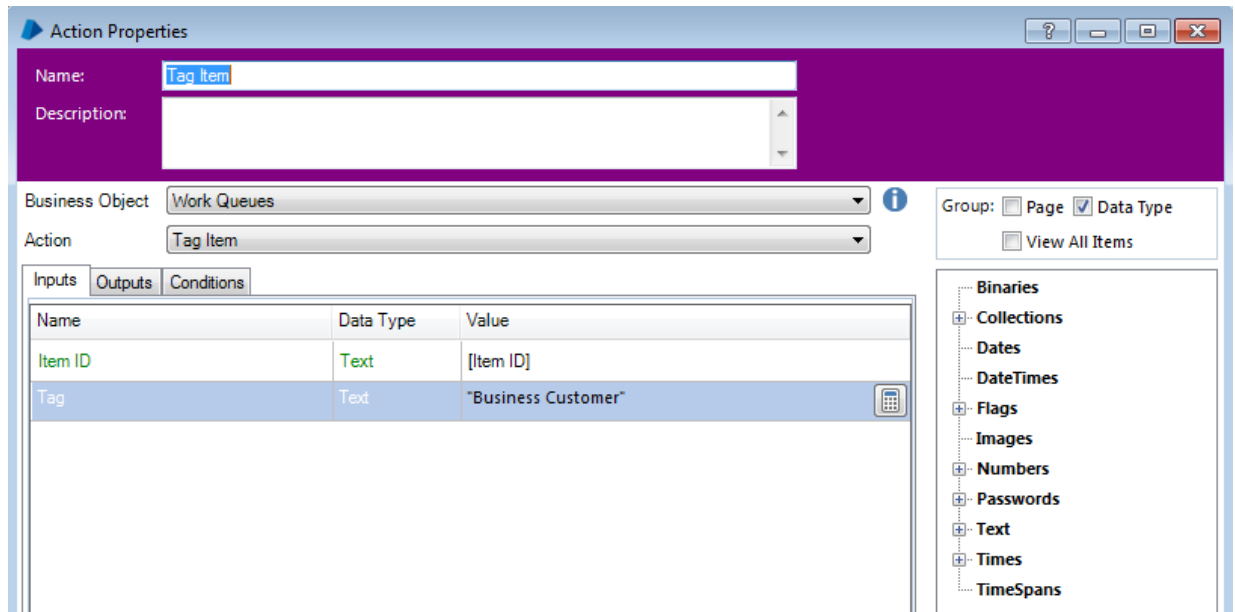 Action Properties
Name: Tag Item
Description:
Business Object Work Queues
Action Tag Item
Group: Page Data Type
View All Items
Inputs Outputs Conditions
Name Data Type Value
Item ID Text [Item ID]
Tag Text "Business Customer"
Binaries
Collections
Dates
DateTimes
Flags
Images
Numbers
Passwords
Text
Times
TimeSpans